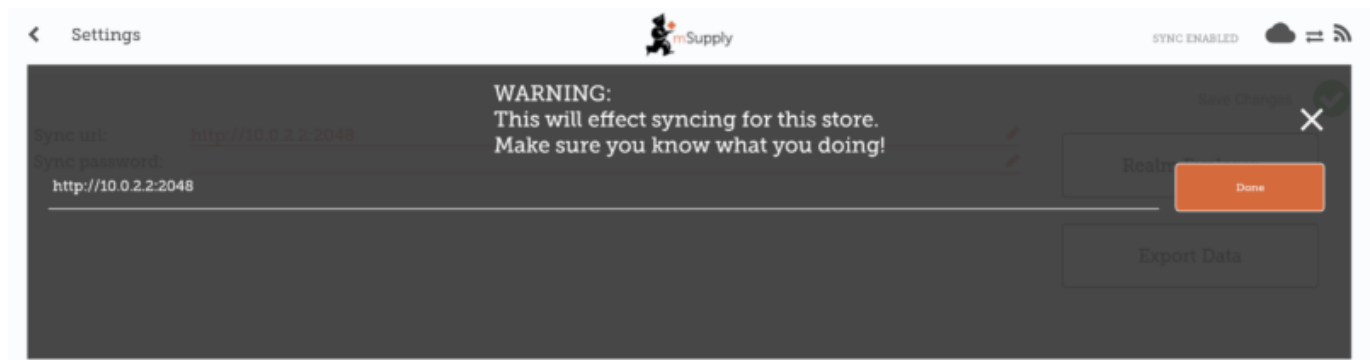 Settings
mSupply
SYNC ENABLED
WARNING:
This will effect syncing for this store.
Make sure you know what you doing!
Save Changes
Sync url: http://10.0.2.2:2048
Sync password:
Realm
http://10.0.2.2:2048
Done
Export Data